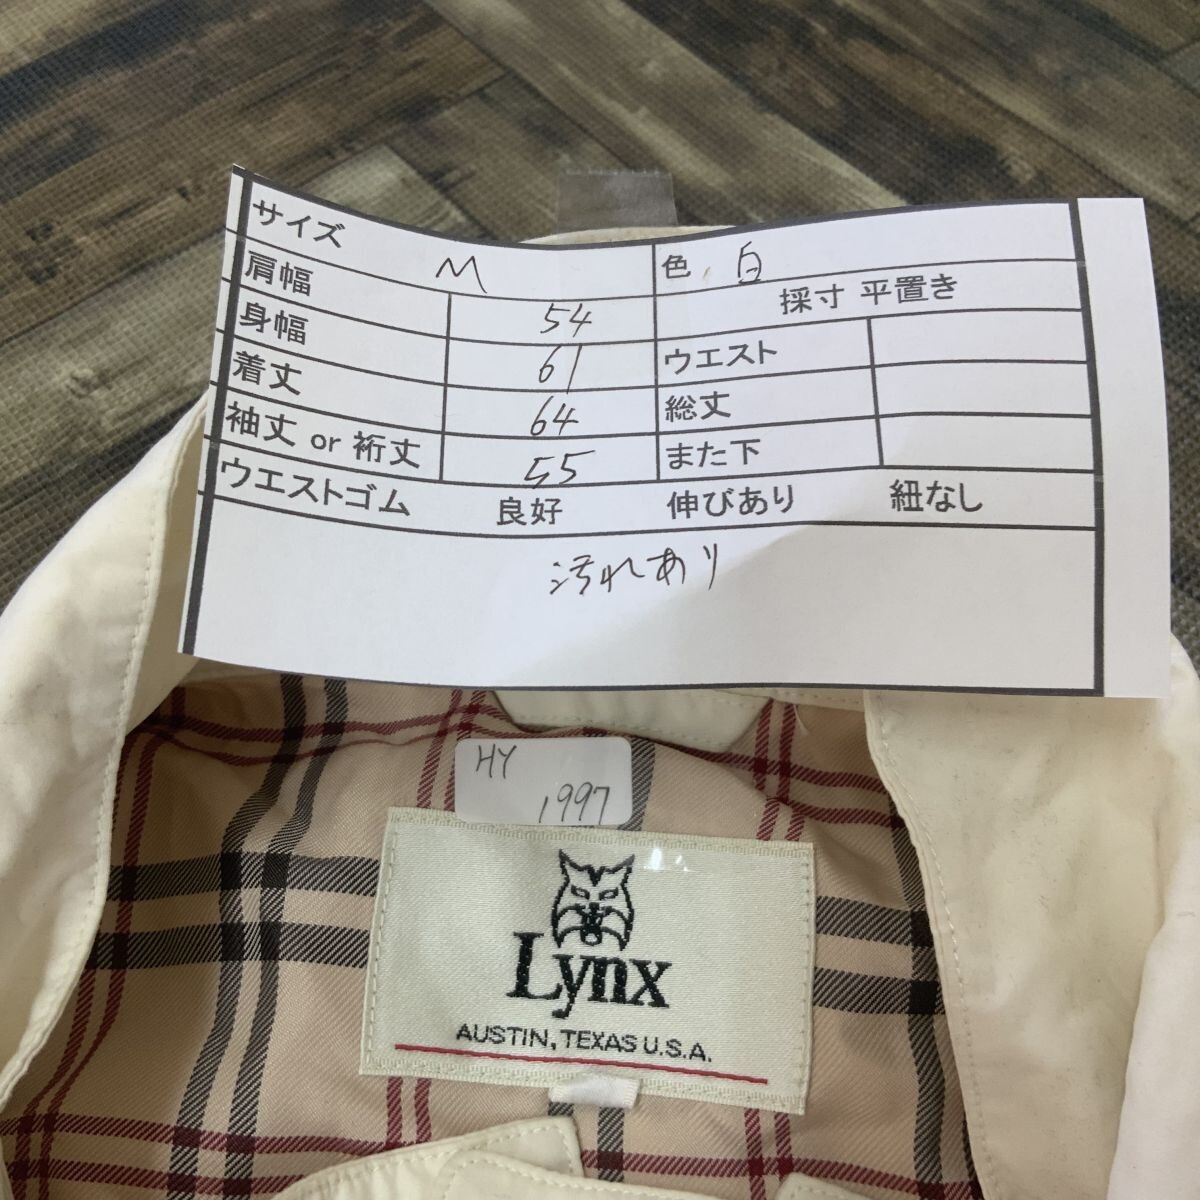 サイズ M 色 白
肩幅 54 採寸 平置き
身幅 61 ウエスト
着丈 64 総丈
袖丈 or 裄丈 55 また下
ウエストゴム 良好 伸びあり 紐なし
汚れあり
HY
1997
Lynx
AUSTIN, TEXAS U.S.A.